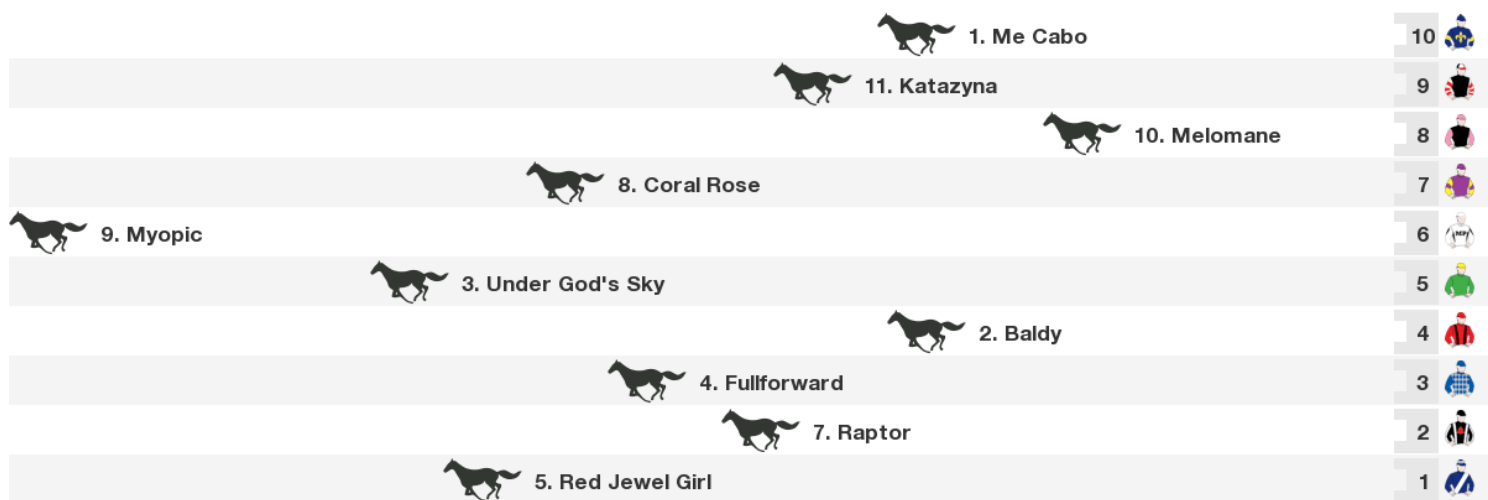 1. Me Cabo 10
11. Katazyna 9
10. Melomane 8
8. Coral Rose 7
9. Myopic 6
3. Under God's Sky 5
2. Baldy 4
4. Fullforward 3
7. Raptor 2
5. Red Jewel Girl 1